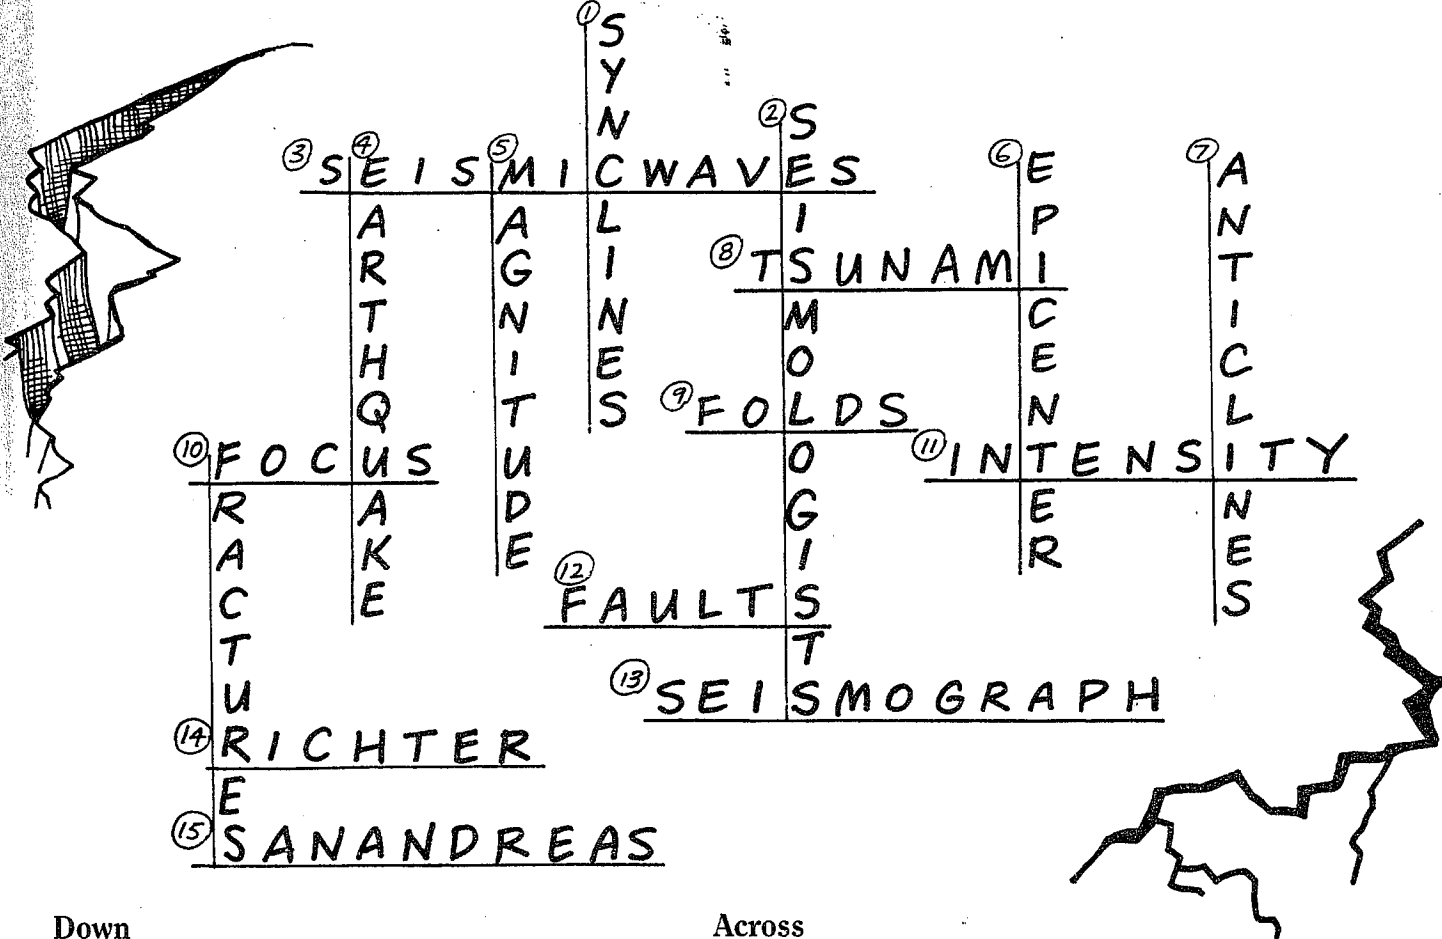 1 SYNCLINES
2 SEISMOLOGISTS
3 SEISMICWAVES
4 EARTHQUAKE
5 MAGNITUDE
6 EPICENTER
7 ANTICLINES
8 TSUNAMI
9 FOLDS
10 FOCUS
FRACTURES
11 INTENSITY
12 FAULTS
13 SEISMOGRAPH
14 RICHTER
15 SANANDREAS
Down
Across